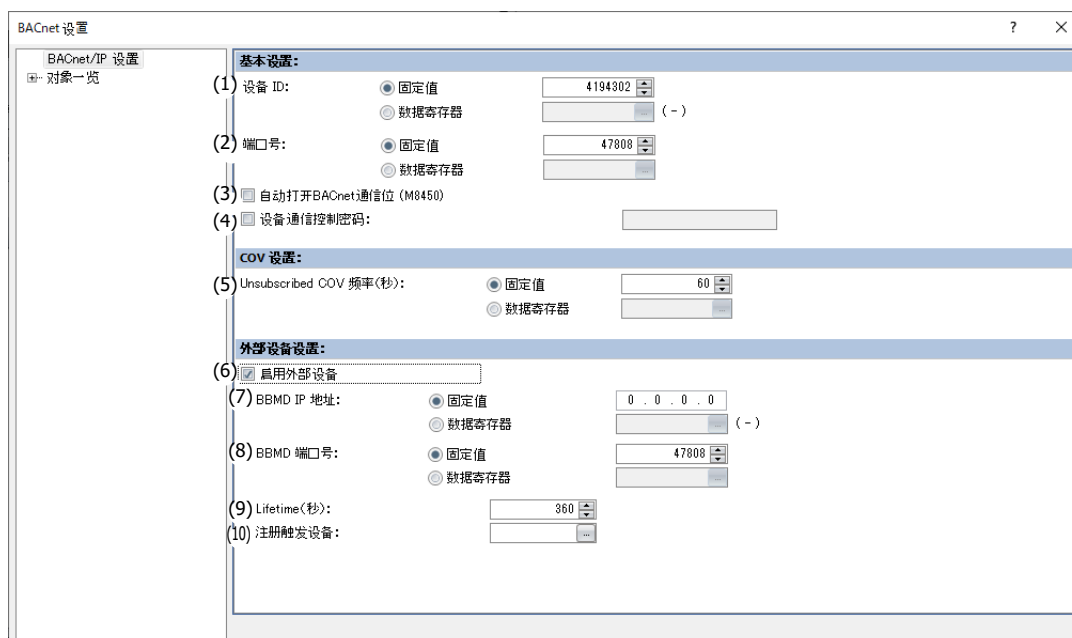 BACnet 设置 ? ×
BACnet/IP 设置
对象一览
基本设置:
(1) 设备 ID: 固定值 4194302
数据寄存器 ... (-)
(2) 端口号: 固定值 47808
数据寄存器 ...
(3) 自动打开BACnet通信位 (M8450)
(4) 设备通信控制密码:
COV 设置:
(5) Unsubscribed COV 频率(秒): 固定值 60
数据寄存器 ...
外部设备设置:
(6) 启用外部设备
(7) BBMD IP 地址: 固定值 0 . 0 . 0 . 0
数据寄存器 ... (-)
(8) BBMD 端口号: 固定值 47808
数据寄存器 ...
(9) Lifetime(秒): 360
(10) 注册触发设备: ...